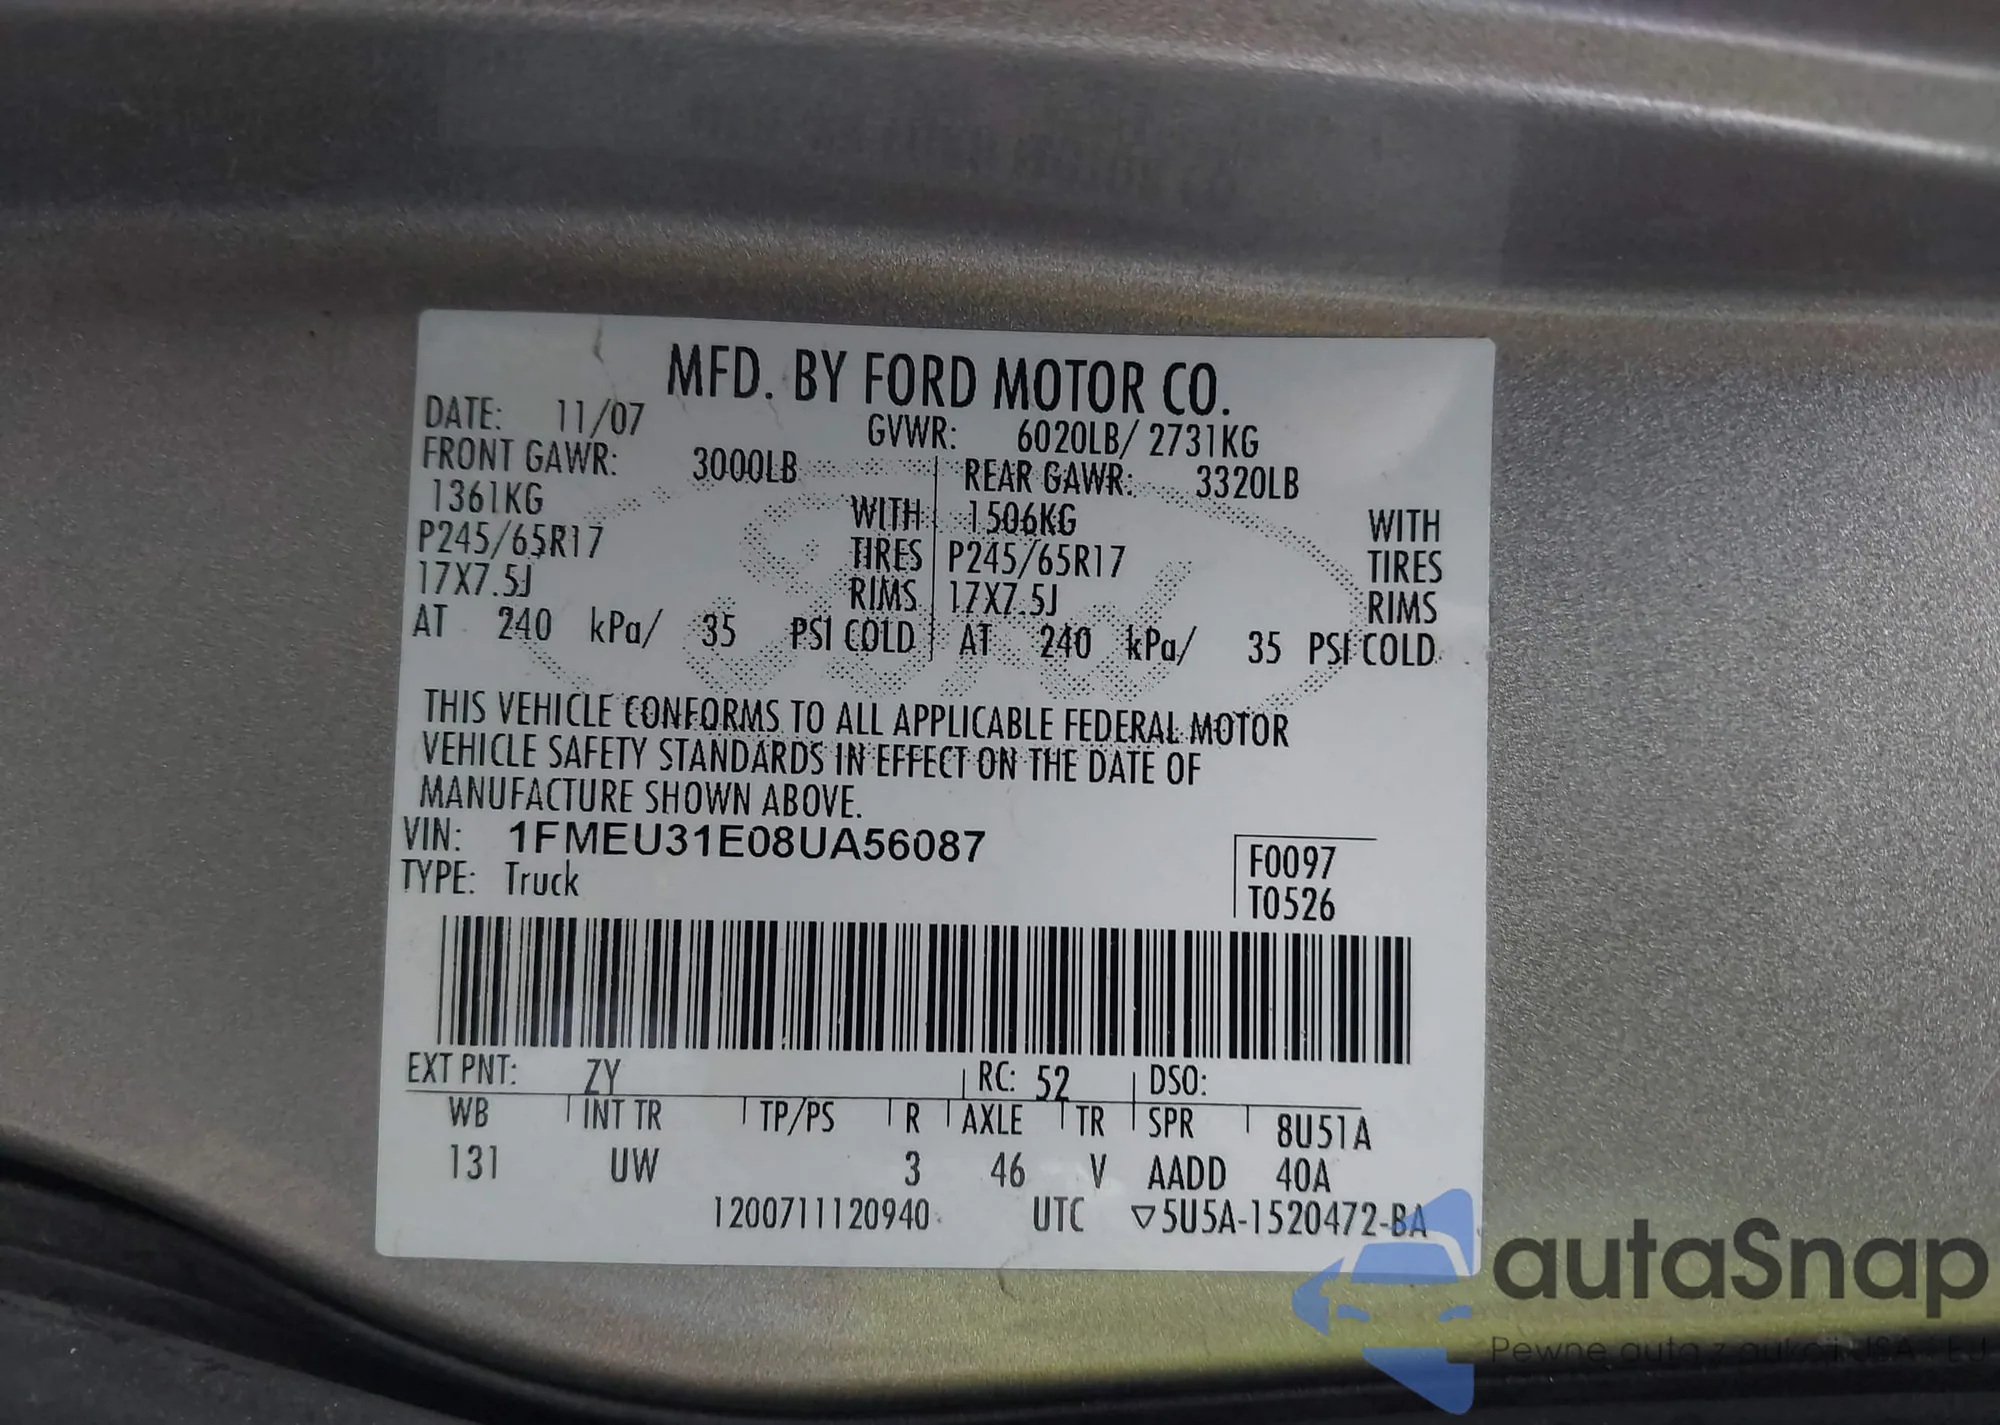 MFD. BY FORD MOTOR CO.
DATE: 11/07 GVWR: 6020LB/ 2731KG
FRONT GAWR: 3000LB REAR GAWR: 3320LB
1361KG WITH 1506KG WITH
P245/65R17 TIRES P245/65R17 TIRES
17X7.5J RIMS 17X7.5J RIMS
AT 240 kPa/ 35 PSI COLD AT 240 kPa/ 35 PSI COLD
THIS VEHICLE CONFORMS TO ALL APPLICABLE FEDERAL MOTOR
VEHICLE SAFETY STANDARDS IN EFFECT ON THE DATE OF
MANUFACTURE SHOWN ABOVE.
VIN: 1FMEU31E08UA56087 F0097
TYPE: Truck T0526
EXT PNT: ZY RC: 52 DSO:
WB INT TR TP/PS R AXLE TR SPR 8U51A
131 UW 3 46 V AADD 40A
1200711120940 UTC ▽5U5A-1520472-BA
autaSnap
Pewne auta z aukcji USA